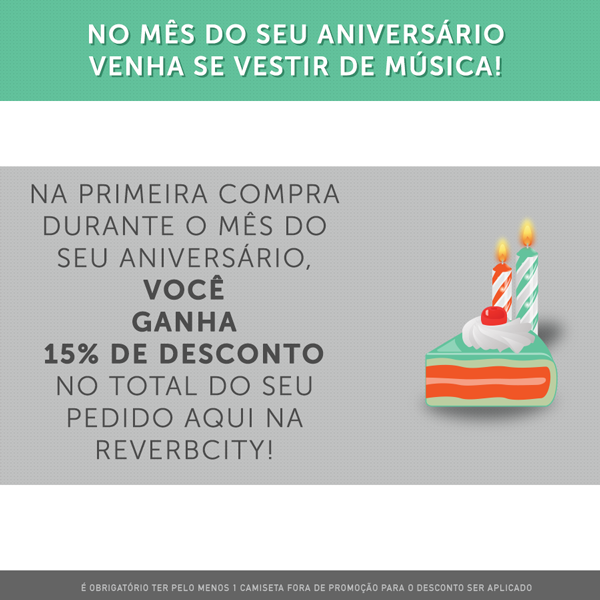 NO MÊS DO SEU ANIVERSÁRIO
VENHA SE VESTIR DE MÚSICA!
NA PRIMEIRA COMPRA
DURANTE O MÊS DO
SEU ANIVERSÁRIO,
VOCÊ
GANHA
15% DE DESCONTO
NO TOTAL DO SEU
PEDIDO AQUI NA
REVERBCITY!
É OBRIGATÓRIO TER PELO MENOS 1 CAMISETA FORA DE PROMOÇÃO PARA O DESCONTO SER APLICADO